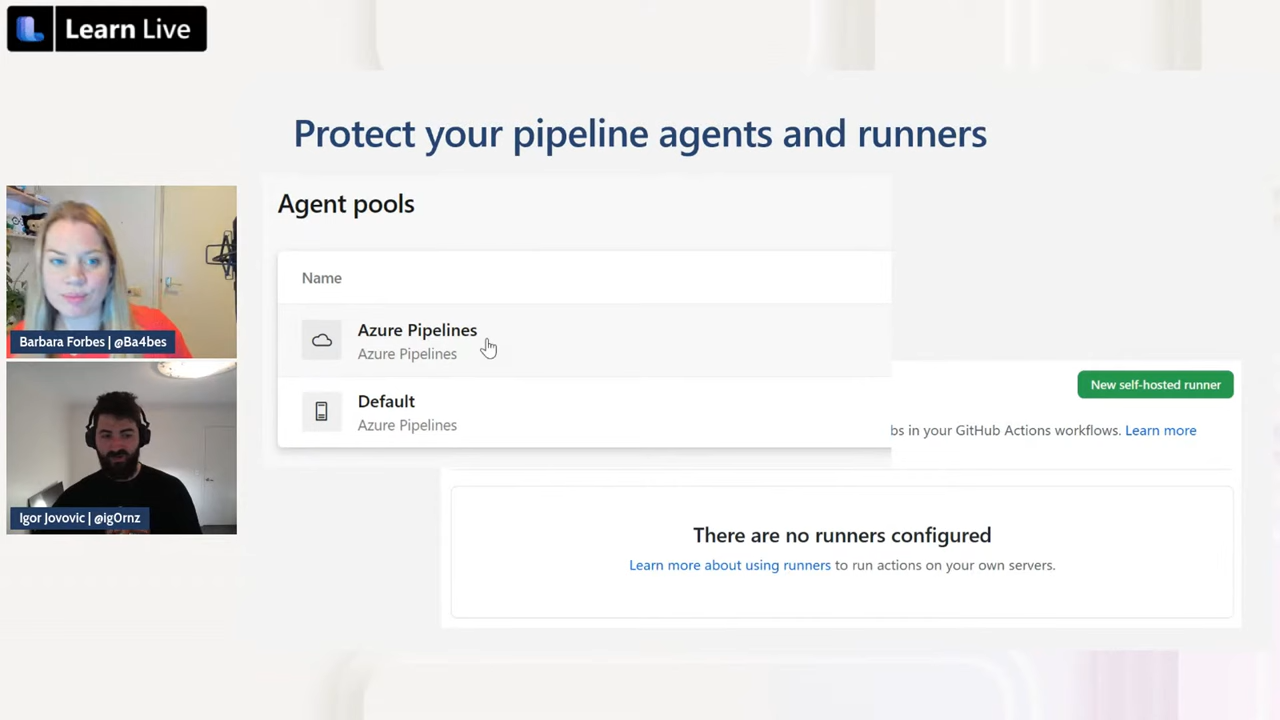 Learn Live
Protect your pipeline agents and runners
Agent pools
Name
Azure Pipelines
Azure Pipelines
Default
Azure Pipelines
New self-hosted runner
bs in your GitHub Actions workflows. Learn more
There are no runners configured
Learn more about using runners to run actions on your own servers.
Barbara Forbes | @Ba4bes
Igor Jovovic | @ig0rnz